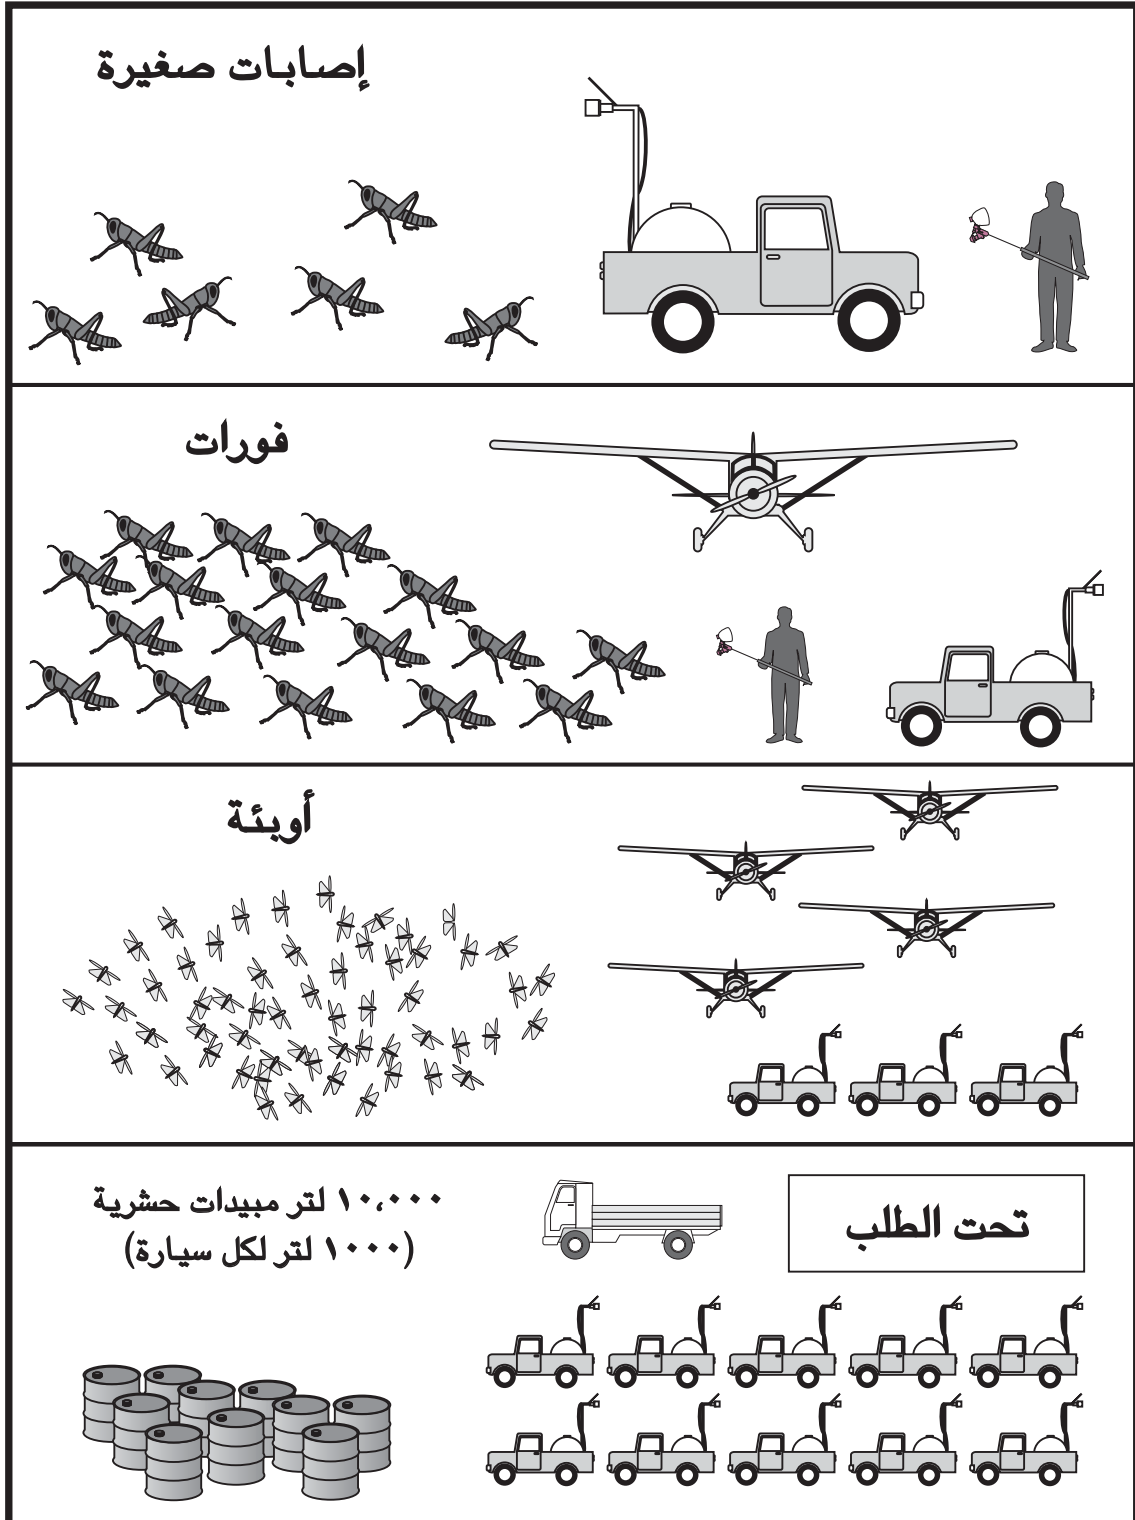 إصابات صغيرة
فورات
أوبئة
تحت الطلب
١٠،٠٠٠ لتر مبيدات حشرية
(١٠٠٠ لتر لكل سيارة)